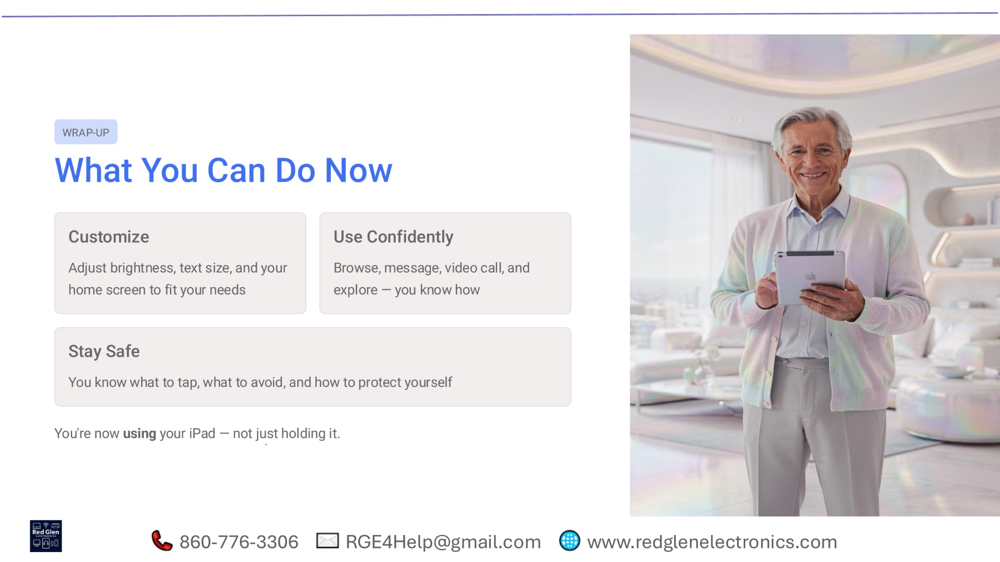 WRAP-UP
What You Can Do Now
Customize
Adjust brightness, text size, and your
home screen to fit your needs
Use Confidently
Browse, message, video call, and
explore — you know how
Stay Safe
You know what to tap, what to avoid, and how to protect yourself
You're now using your iPad — not just holding it.
Red Glen
ELECTRONICS
860-776-3306 RGE4Help@gmail.com www.redglenelectronics.com